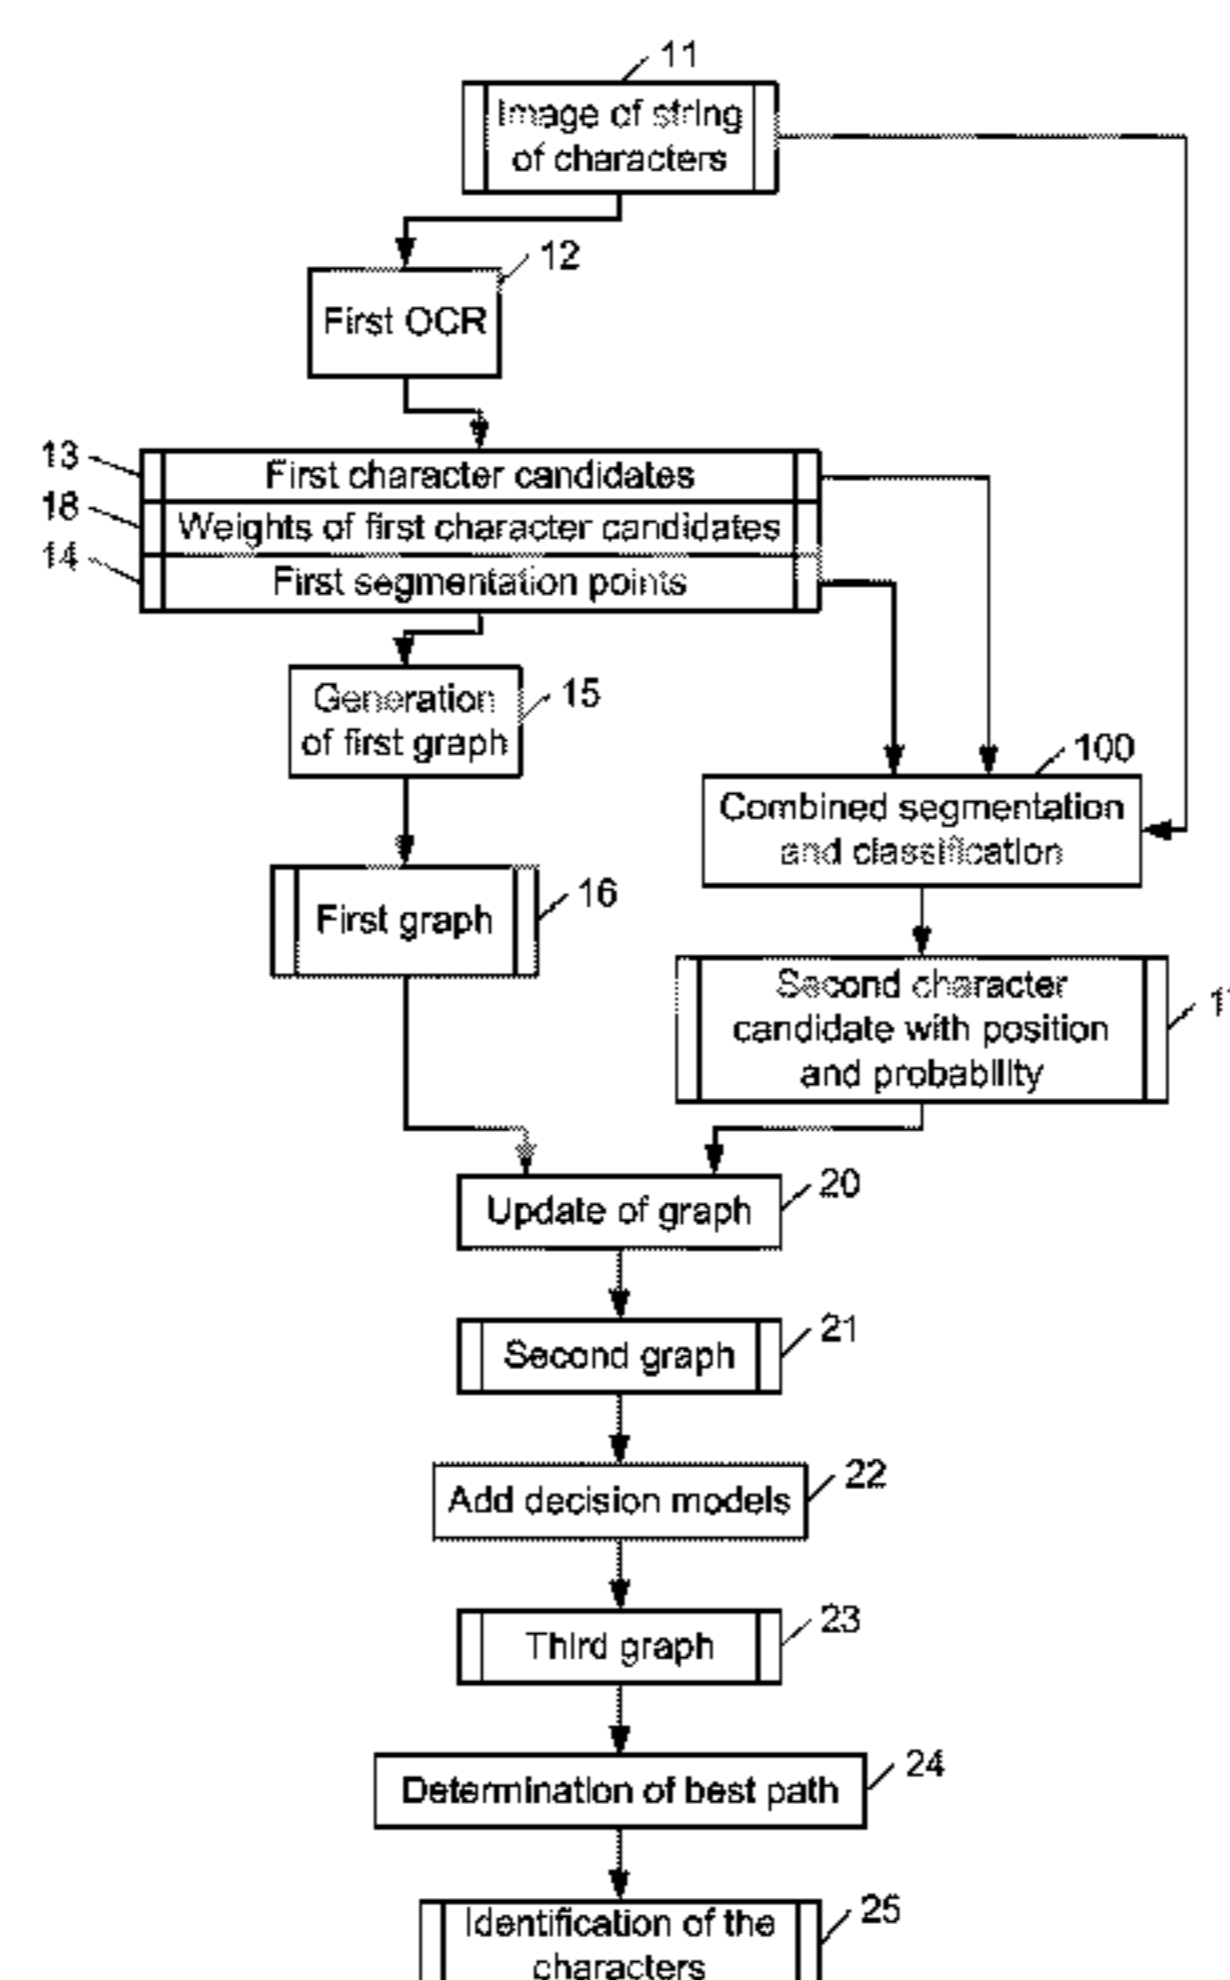 11
Image of string
of characters
12
First OCR
13
First character candidates
18
Weights of first character candidates
14
First segmentation points
Generation
of first graph
15
100
Combined segmentation
and classification
First graph
16
Second character
candidate with position
and probability
Update of graph
20
Second graph
21
Add decision models
22
Third graph
23
Determination of best path
24
Identification of the
characters
25